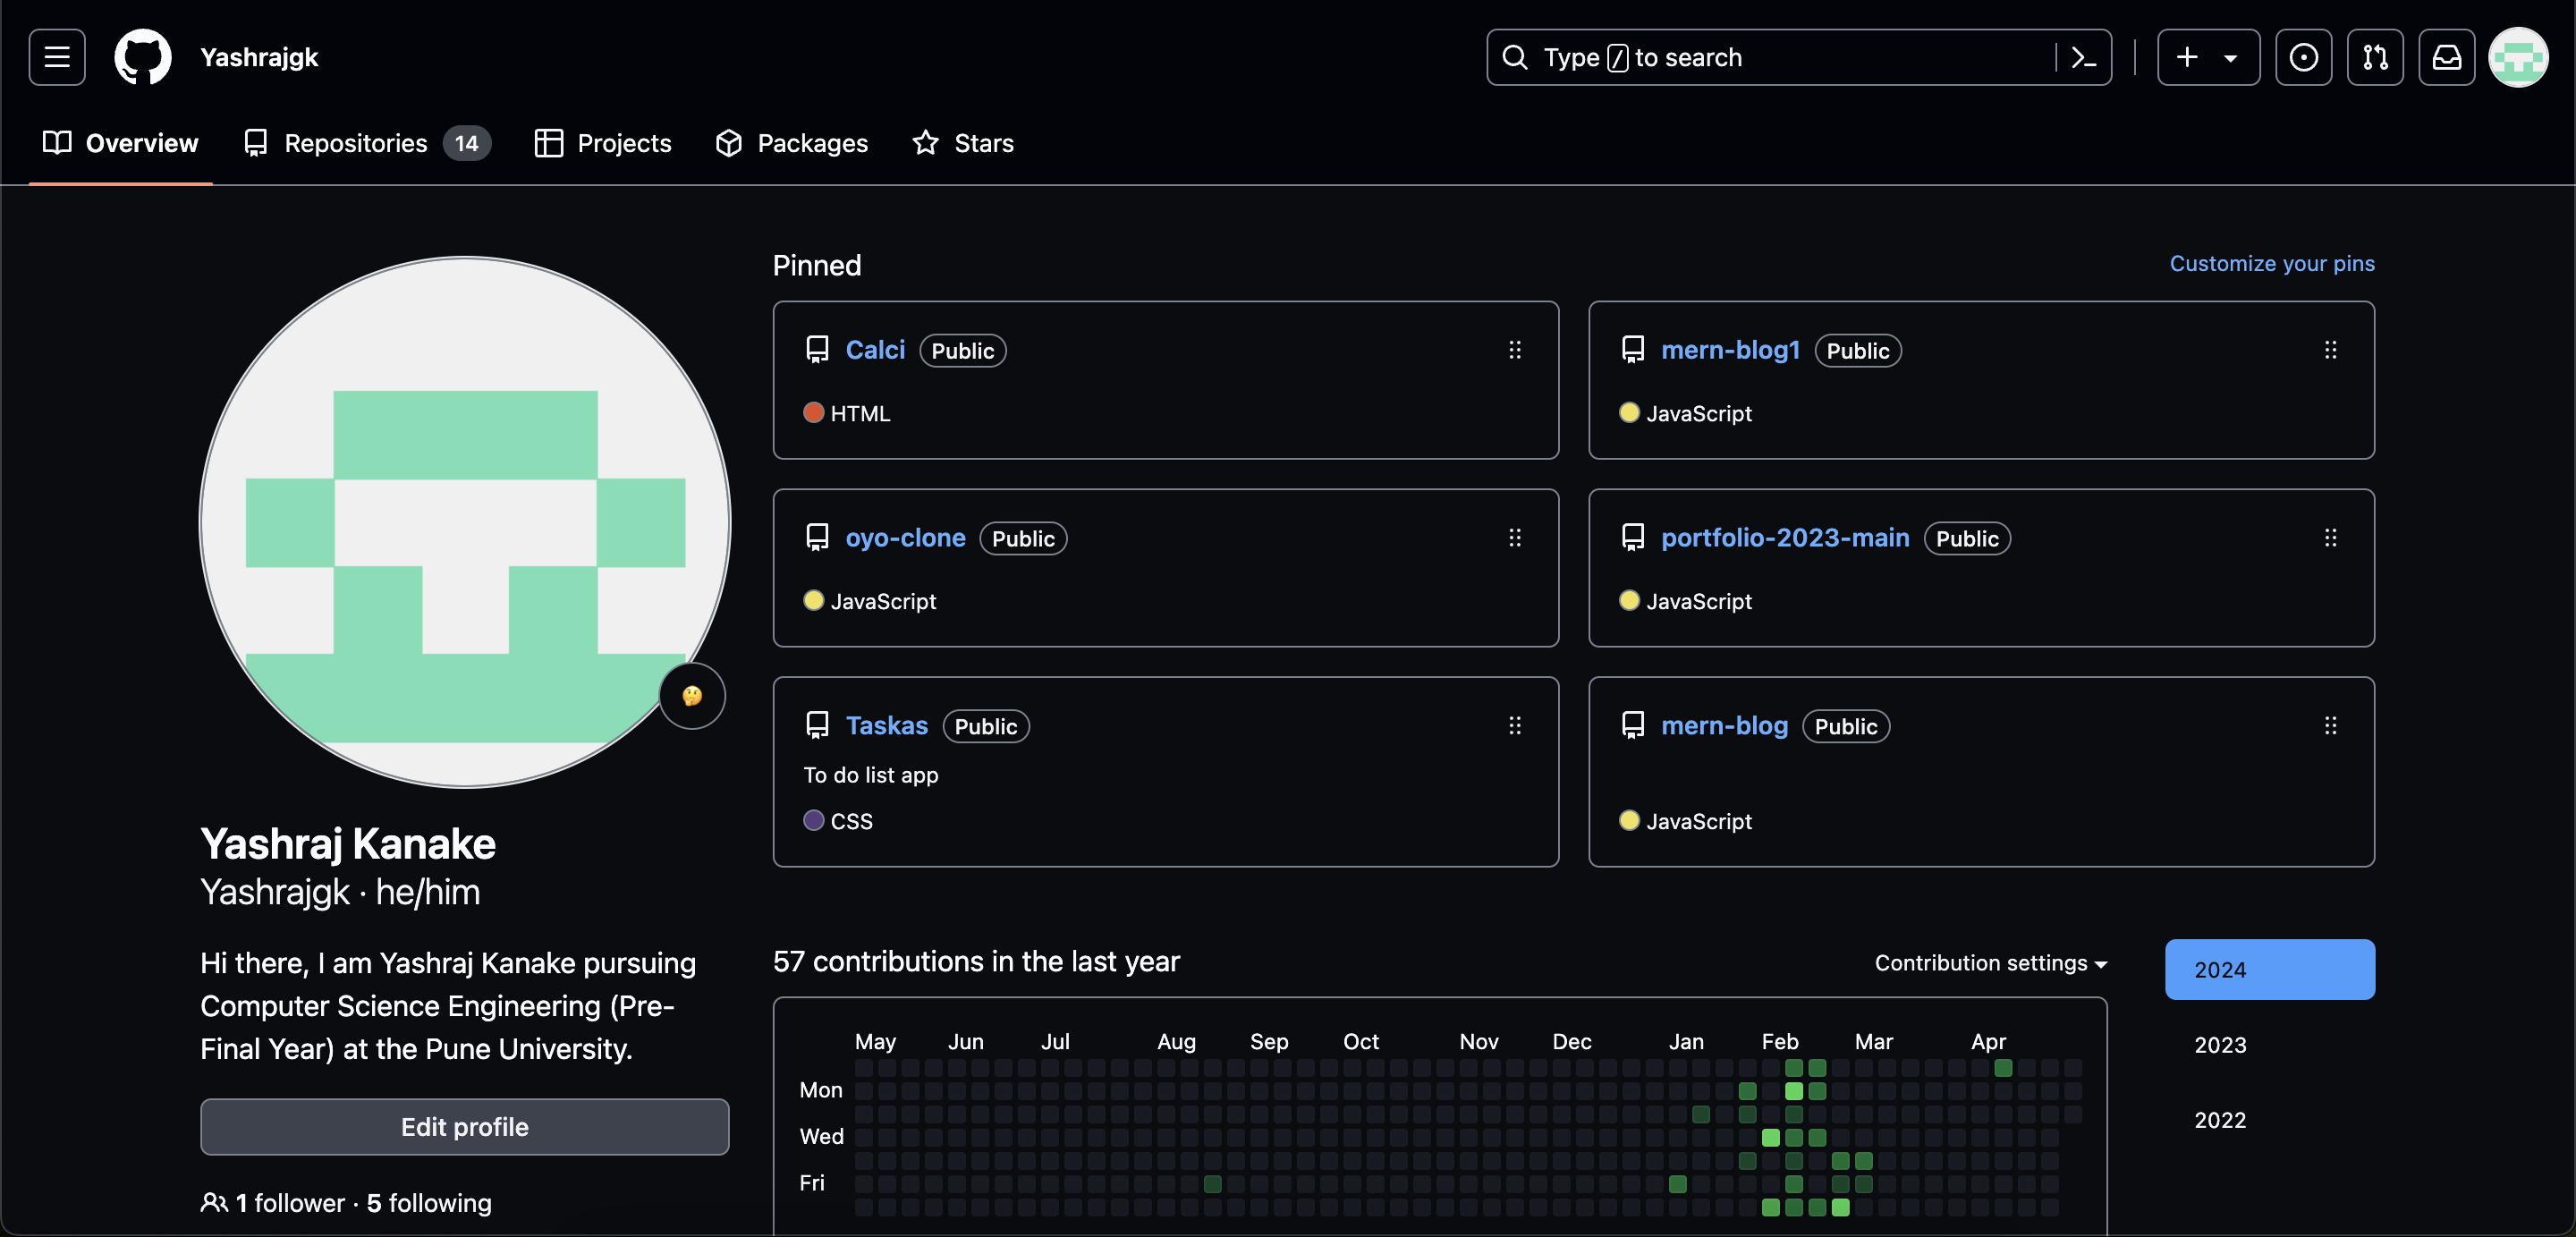 Yashrajgk
Type / to search
Overview
Repositories 14
Projects
Packages
Stars
Yashraj Kanake
Yashrajgk · he/him
Hi there, I am Yashraj Kanake pursuing
Computer Science Engineering (Pre-
Final Year) at the Pune University.
Edit profile
1 follower · 5 following
Pinned
Customize your pins
Calci Public
HTML
mern-blog1 Public
JavaScript
oyo-clone Public
JavaScript
portfolio-2023-main Public
JavaScript
Taskas Public
To do list app
CSS
mern-blog Public
JavaScript
57 contributions in the last year
Contribution settings
May Jun Jul Aug Sep Oct Nov Dec Jan Feb Mar Apr
Mon
Wed
Fri
2024
2023
2022